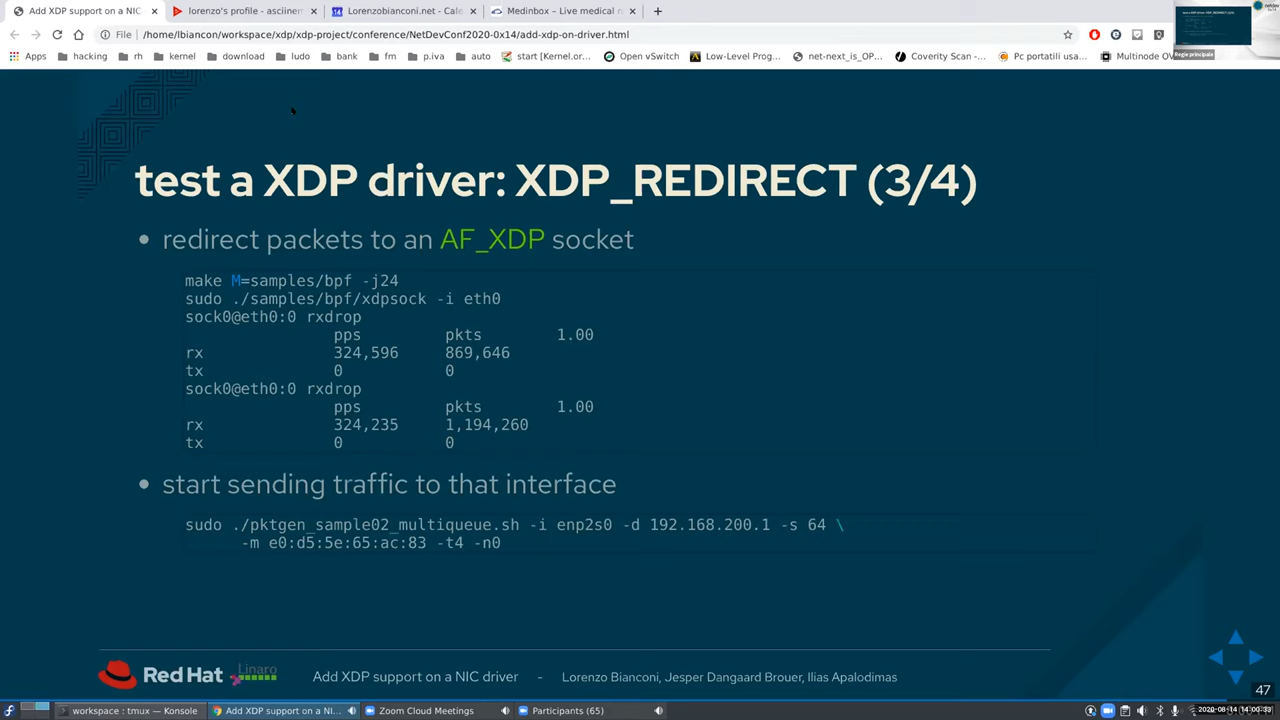 Add XDP support on a NIC
lorenzo's profile - asciinem
Lorenzobianconi.net - Cale
Medinbox – Live medical n
File
/home/lbiancon/workspace/xdp/xdp-project/conference/NetDevConf2020-14/add-xdp-on-driver.html
Regie principale
Apps
hacking
rh
kernel
download
ludo
bank
frm
p.iva
start [Kernel.or
Open vSwitch
Low-Level Prog...
net-next_is_OP...
Coverity Scan -...
Pc portatili usa...
Multinode
test a XDP driver: XDP_REDIRECT (3/4)
redirect packets to an AF_XDP socket
make M=samples/bpf -j24
sudo ./samples/bpf/xdpsock -i eth0
sock0@eth0:0 rxdrop
pps pkts 1.00
rx 324,596 869,646
tx 0 0
sock0@eth0:0 rxdrop
pps pkts 1.00
rx 324,235 1,194,260
tx 0 0
start sending traffic to that interface
sudo ./pktgen_sample02_multiqueue.sh -i enp2s0 -d 192.168.200.1 -s 64 \
-m e0:d5:5e:65:ac:83 -t4 -n0
Red Hat
Linaro
Add XDP support on a NIC driver - Lorenzo Bianconi, Jesper Dangaard Brouer, Ilias Apalodimas
47
workspace : tmux — Konsole
Add XDP support on a NI...
Zoom Cloud Meetings
Participants (65)